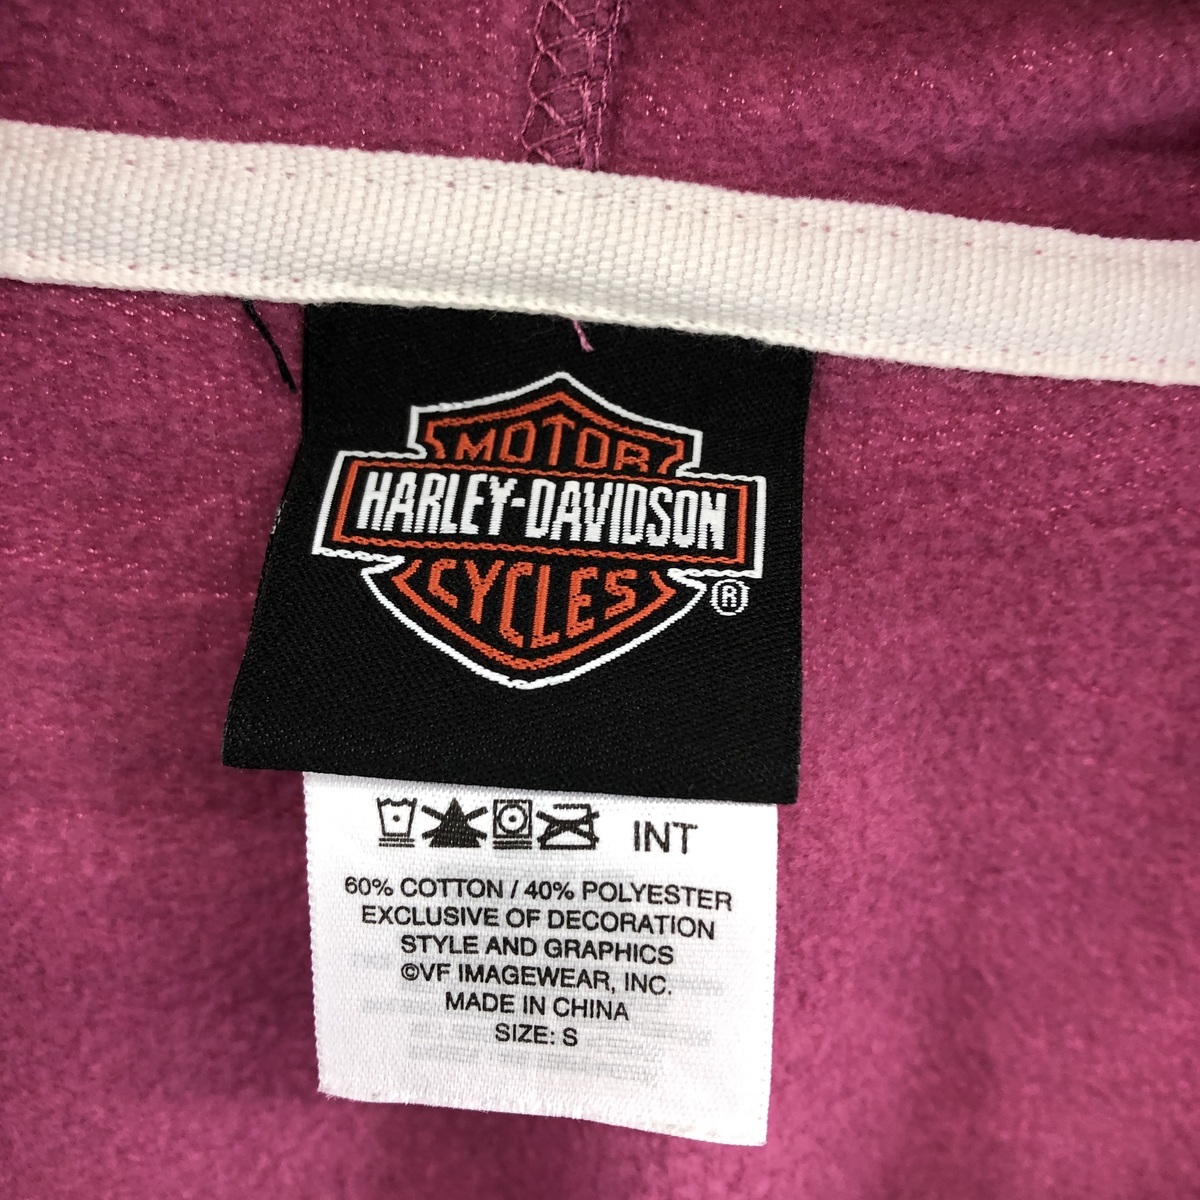 MOTOR
HARLEY-DAVIDSON
CYCLES ®
INT
60% COTTON / 40% POLYESTER
EXCLUSIVE OF DECORATION
STYLE AND GRAPHICS
©VF IMAGEWEAR, INC.
MADE IN CHINA
SIZE: S